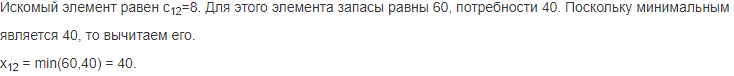 Искомый элемент равен c12=8. Для этого элемента запасы равны 60, потребности 40. Поскольку минимальным
является 40, то вычитаем его.
x12 = min(60,40) = 40.